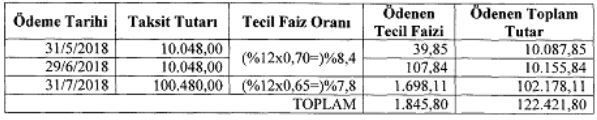 Ödeme Tarihi Taksit Tutarı Tecil Faiz Oranı Ödenen Tecil Faizi Ödenen Toplam Tutar
31/5/2018 10.048,00 (%12x0,70=)%8,4 39,85 10.087,85
29/6/2018 10.048,00 107,84 10.155,84
31/7/2018 100.480,00 (%12x0,65=)%7,8 1.698,11 102.178,11
TOPLAM 1.845,80 122.421,80